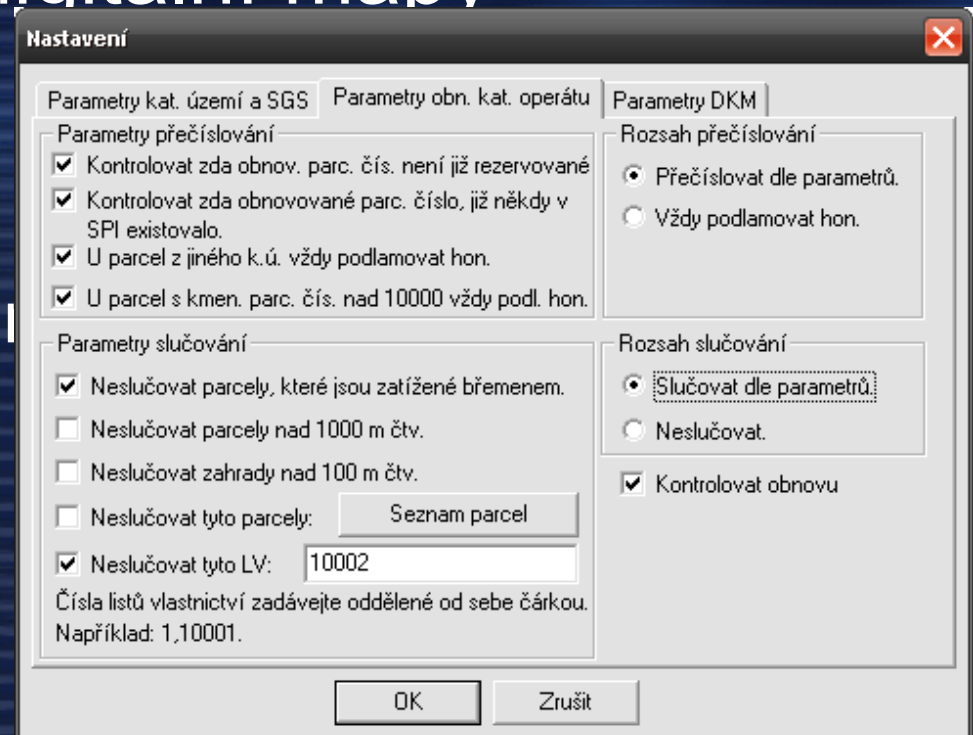 digitální mapy
Nastavení
Parametry kat. území a SGS
Parametry obn. kat. operátu
Parametry DKM
Parametry přečíslování
Kontrolovat zda obnov. parc. čís. není již rezervované
Kontrolovat zda obnovované parc. číslo, již někdy v
SPI existovalo.
U parcel z jiného k.ú. vždy podlamovat hon.
U parcel s kmen. parc. čís. nad 10000 vždy podl. hon.
Rozsah přečíslování
Přečíslovat dle parametrů.
Vždy podlamovat hon.
Parametry slučování
Neslučovat parcely, které jsou zatížené břemenem.
Neslučovat parcely nad 1000 m čtv.
Neslučovat zahrady nad 100 m čtv.
Neslučovat tyto parcely:
Seznam parcel
Neslučovat tyto LV:
10002
Čísla listů vlastnictví zadávejte oddělené od sebe čárkou.
Například: 1,10001.
Rozsah slučování
Slučovat dle parametrů.
Neslučovat.
Kontrolovat obnovu
OK
Zrušit